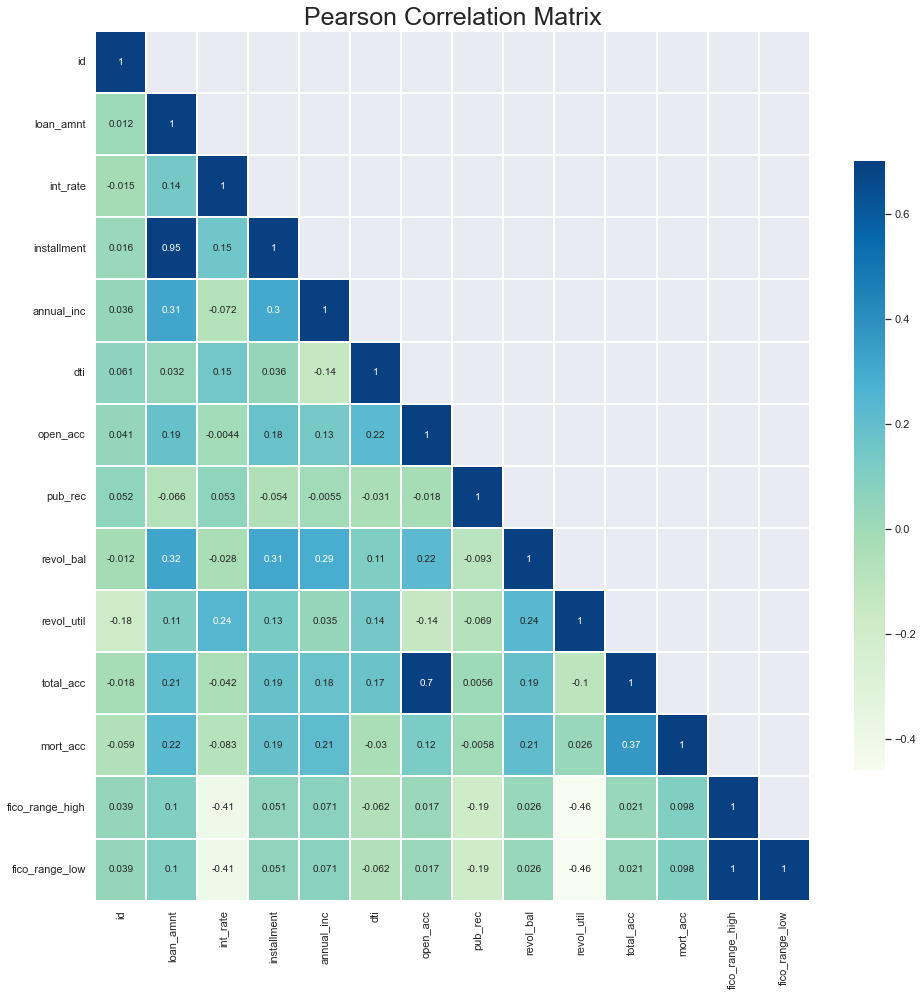 Pearson Correlation Matrix
id 1
loan_amnt 0.012 1
int_rate -0.015 0.14 1
0.6
installment 0.016 0.95 0.15 1
annual_inc 0.036 0.31 -0.072 0.3 1
0.4
dti 0.061 0.032 0.15 0.036 -0.14 1
0.2
open_acc 0.041 0.19 -0.0044 0.18 0.13 0.22 1
pub_rec 0.052 -0.066 0.053 -0.054 -0.0055 -0.031 -0.018 1
0.0
revol_bal -0.012 0.32 -0.028 0.31 0.29 0.11 0.22 -0.093 1
revol_util -0.18 0.11 0.24 0.13 0.035 0.14 -0.14 -0.069 0.24 1
−0.2
total_acc -0.018 0.21 -0.042 0.19 0.18 0.17 0.7 0.0056 0.19 -0.1 1
mort_acc -0.059 0.22 -0.083 0.19 0.21 -0.03 0.12 -0.0058 0.21 0.026 0.37 1
−0.4
fico_range_high 0.039 0.1 -0.41 0.051 0.071 -0.062 0.017 -0.19 0.026 -0.46 0.021 0.098 1
fico_range_low 0.039 0.1 -0.41 0.051 0.071 -0.062 0.017 -0.19 0.026 -0.46 0.021 0.098 1 1
id
loan_amnt
int_rate
installment
annual_inc
dti
open_acc
pub_rec
revol_bal
revol_util
total_acc
mort_acc
fico_range_high
fico_range_low